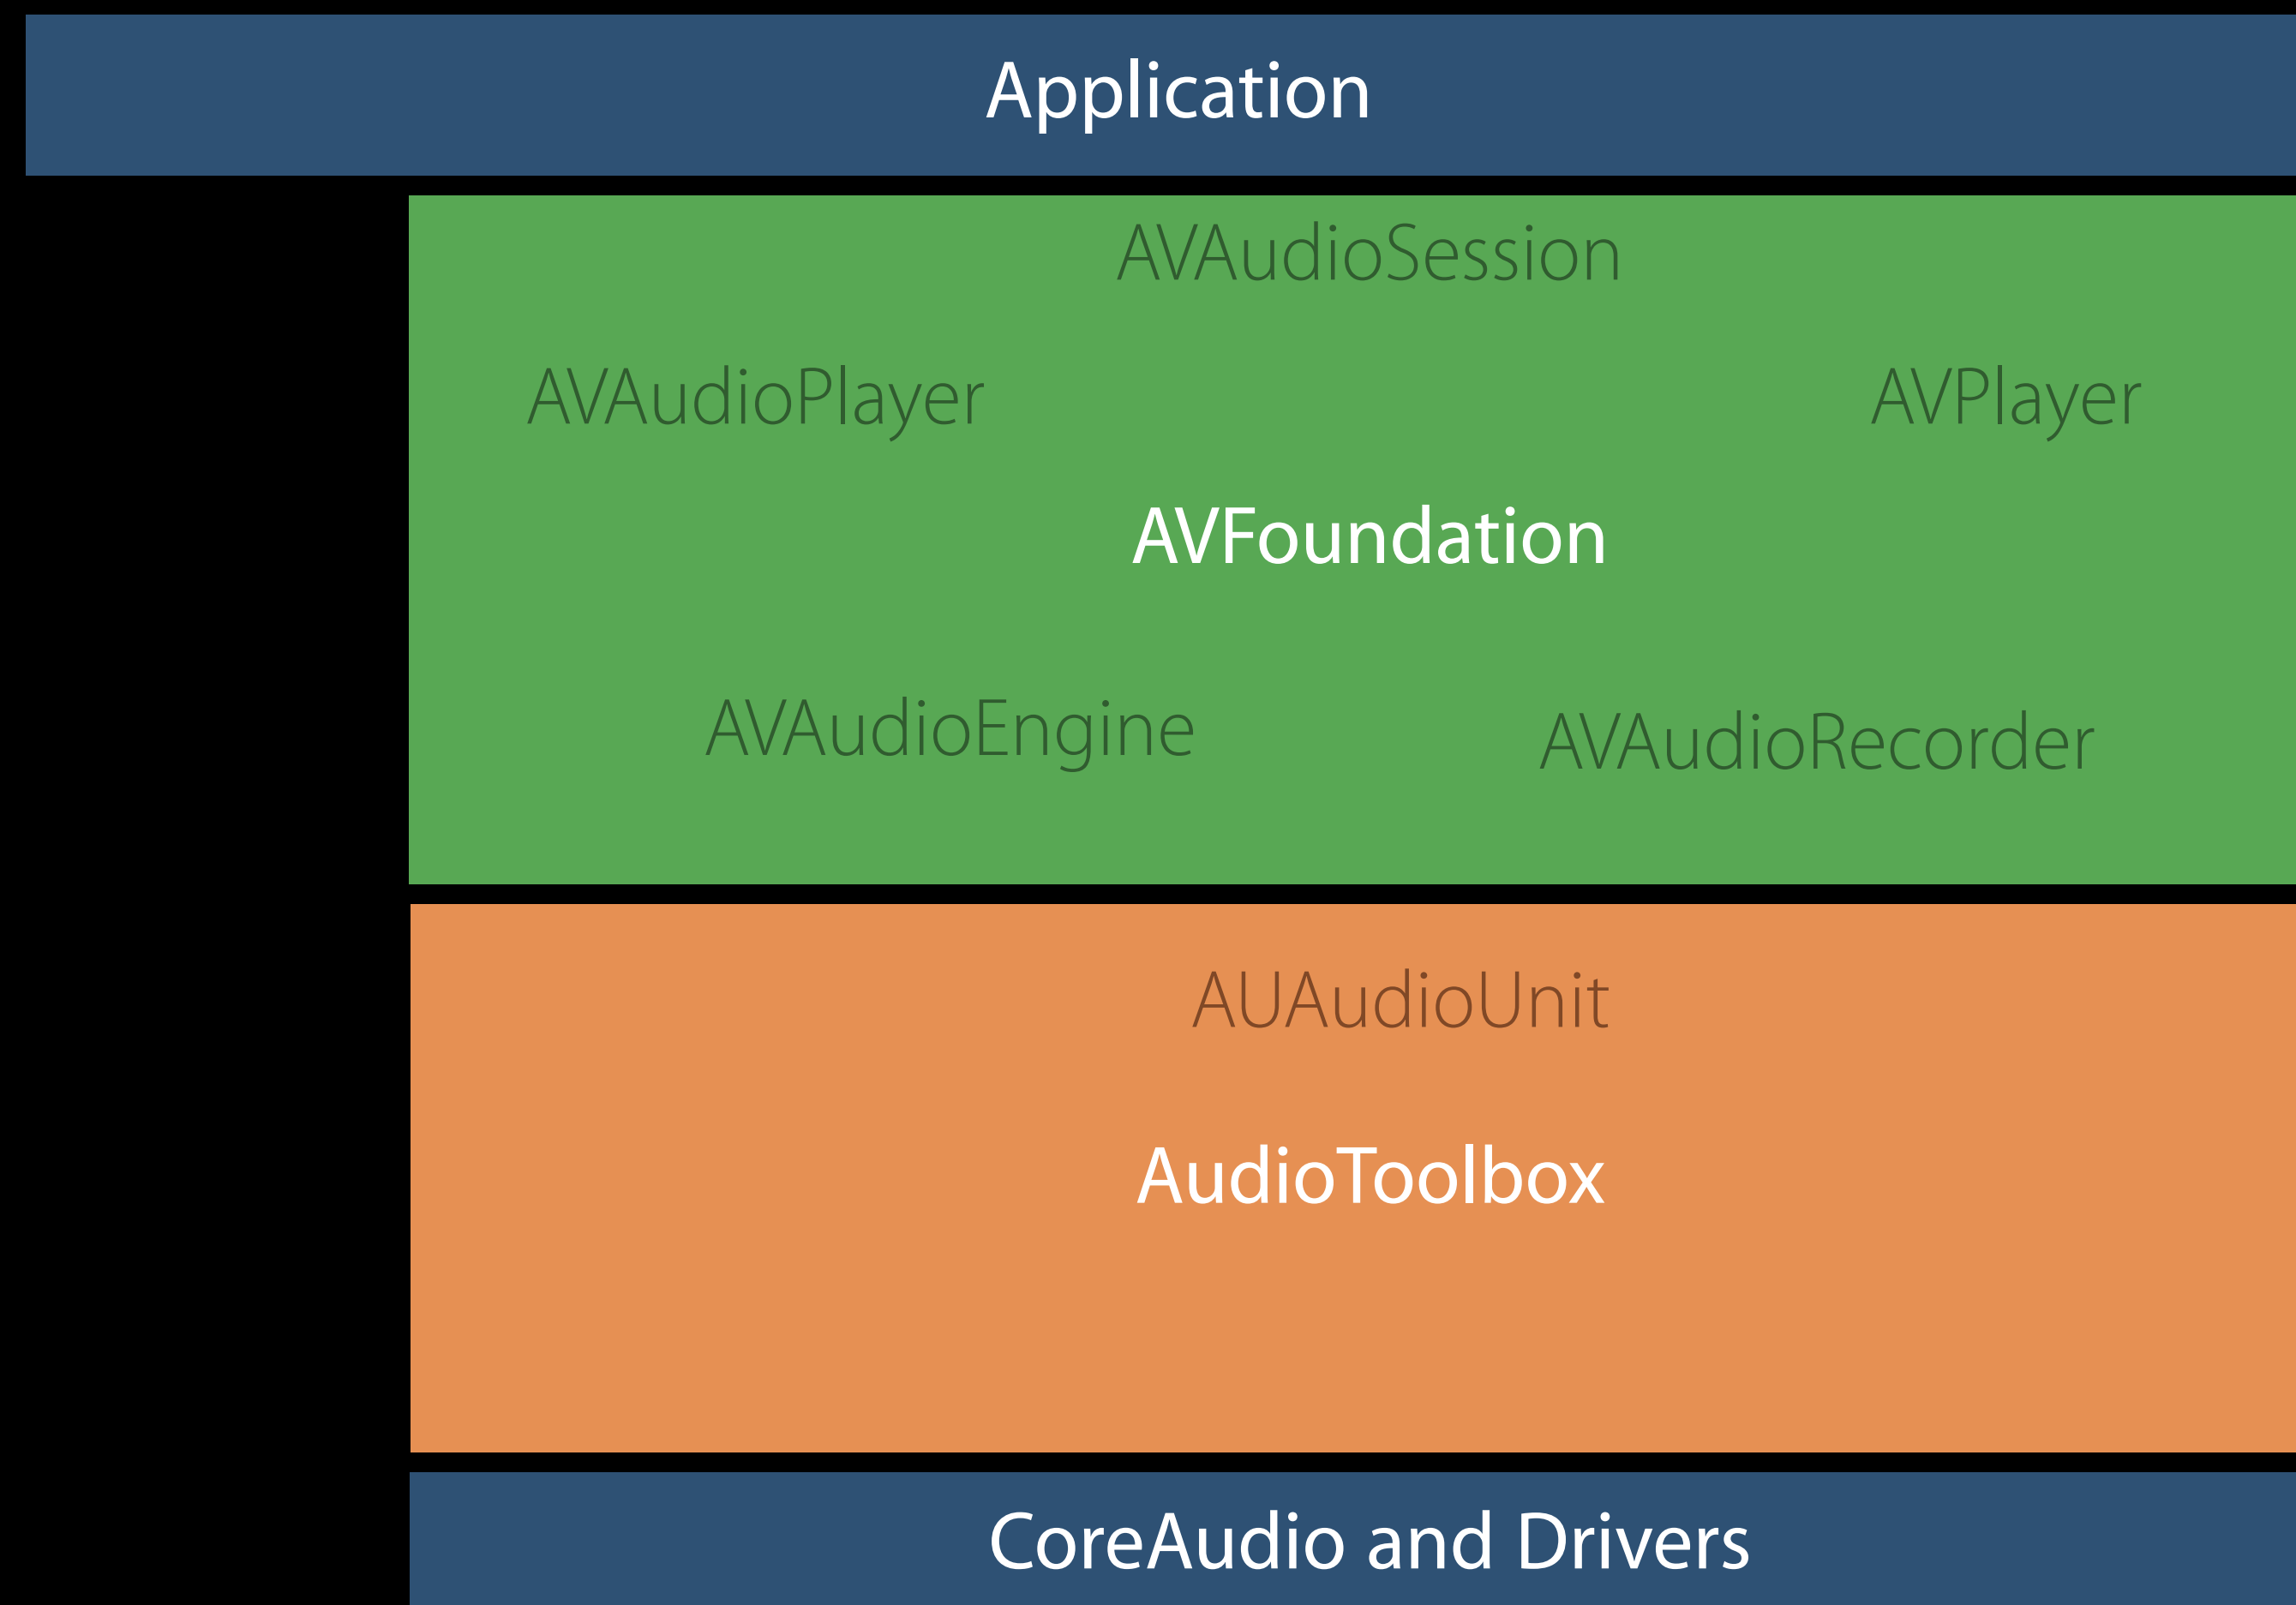 Application
AVAudioSession
AVAudioPlayer
AVPlayer
AVFoundation
AVAudioEngine
AVAudioRecorder
AUAudioUnit
AudioToolbox
CoreAudio and Drivers